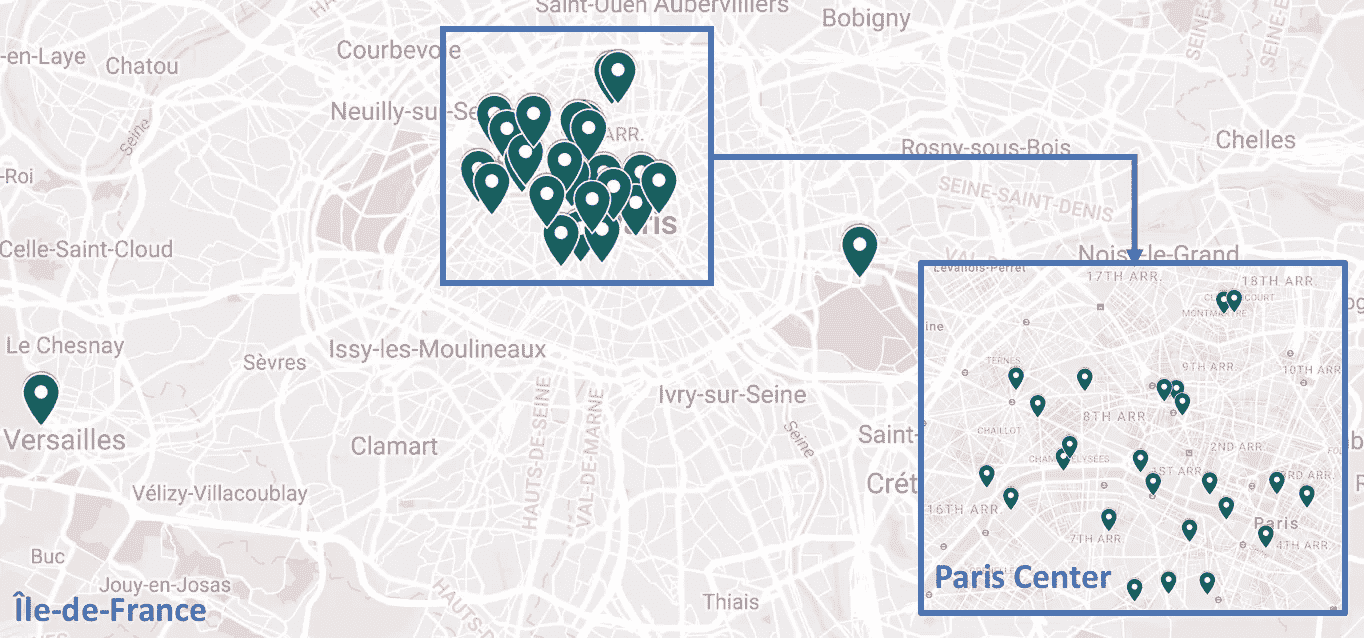 Saint-Ouen Aubervilliers
Bobigny
-en-Laye
Chatou
Courbevoie
Neuilly-sur-Se
Seine
ARR.
Chelles
Rosny-sous-Bois
-Roi
SEINE-SAINT-DENIS
Celle-Saint-Cloud
Paris
Noisy-le-Grand
Le Chesnay
Sèvres
Issy-les-Moulineaux
Ivry-sur-Seine
Versailles
Clamart
HAUTS-DE-SEINE
VAL-DE-MARNE
Seine
Saint-
Crét
Vélizy-Villacoublay
Buc
Jouy-en-Josas
Thiais
Île-de-France
Levallois-Perret
17TH ARR.
18TH ARR.
MONTMARTRE
TERNES
9TH ARR.
10TH ARR.
8TH ARR.
CHAILLOT
2ND ARR.
CHAMPS-ELYSÉES
1ST ARR.
3RD ARR.
16TH ARR.
Paris
7TH ARR.
4TH ARR.
Paris Center